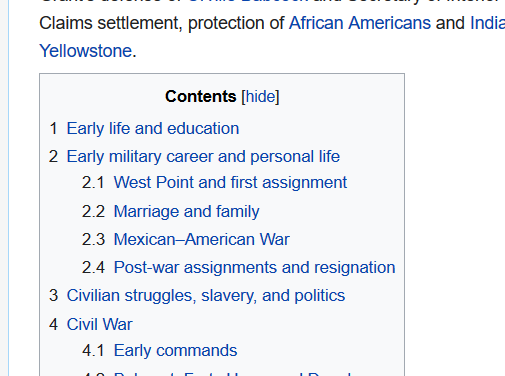 Claims settlement, protection of African Americans and India
Yellowstone.
Contents [hide]
1 Early life and education
2 Early military career and personal life
2.1 West Point and first assignment
2.2 Marriage and family
2.3 Mexican–American War
2.4 Post-war assignments and resignation
3 Civilian struggles, slavery, and politics
4 Civil War
4.1 Early commands